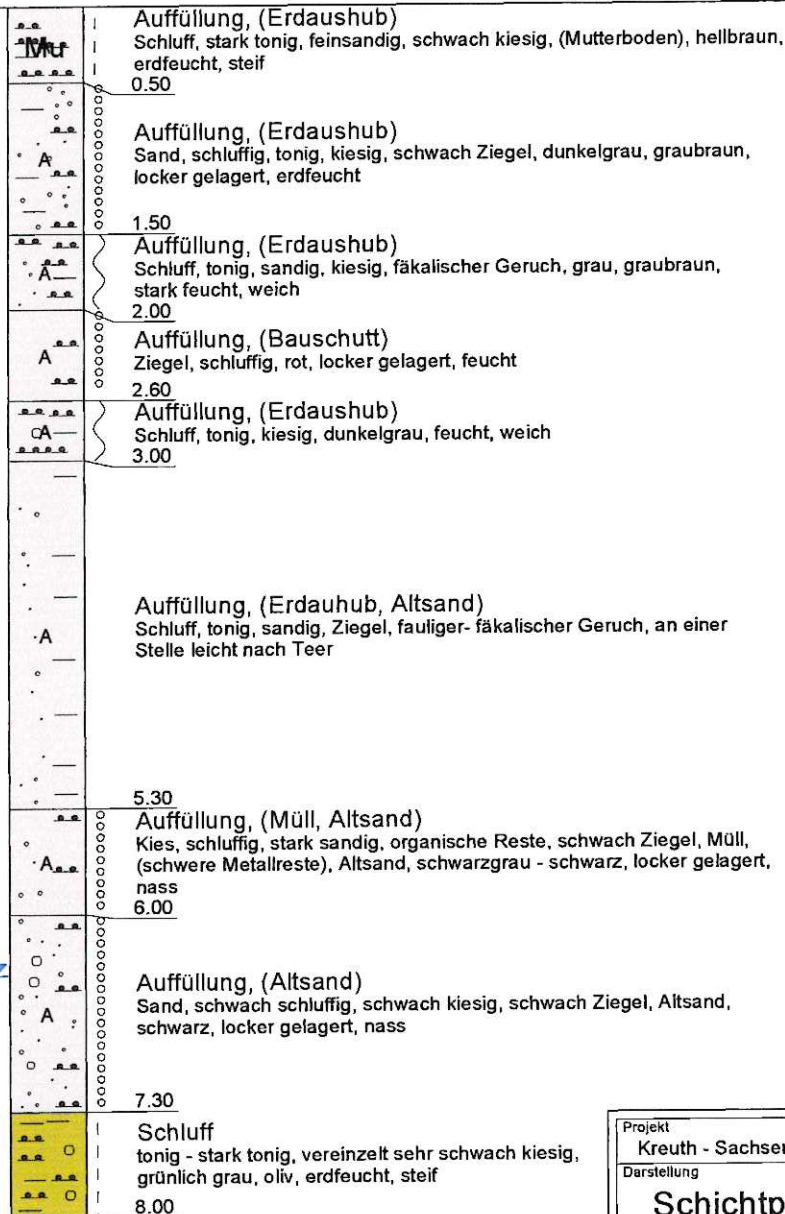 Mu
Auffüllung, (Erdaushub)
Schluff, stark tonig, feinsandig, schwach kiesig, (Mutterboden), hellbraun,
erdfeucht, steif
0.50
A
Auffüllung, (Erdaushub)
Sand, schluffig, tonig, kiesig, schwach Ziegel, dunkelgrau, graubraun,
locker gelagert, erdfeucht
1.50
A
Auffüllung, (Erdaushub)
Schluff, tonig, sandig, kiesig, fäkalischer Geruch, grau, graubraun,
stark feucht, weich
2.00
A
Auffüllung, (Bauschutt)
Ziegel, schluffig, rot, locker gelagert, feucht
2.60
A
Auffüllung, (Erdaushub)
Schluff, tonig, kiesig, dunkelgrau, feucht, weich
3.00
A
Auffüllung, (Erdauhub, Altsand)
Schluff, tonig, sandig, Ziegel, fauliger- fäkalischer Geruch, an einer
Stelle leicht nach Teer
5.30
A
Auffüllung, (Müll, Altsand)
Kies, schluffig, stark sandig, organische Reste, schwach Ziegel, Müll,
(schwere Metallreste), Altsand, schwarzgrau - schwarz, locker gelagert,
nass
6.00
A
Auffüllung, (Altsand)
Sand, schwach schluffig, schwach kiesig, schwach Ziegel, Altsand,
schwarz, locker gelagert, nass
7.30
Schluff
tonig - stark tonig, vereinzelt sehr schwach kiesig,
grünlich grau, oliv, erdfeucht, steif
8.00
Projekt
Kreuth - Sachsen
Darstellung
Schichtp